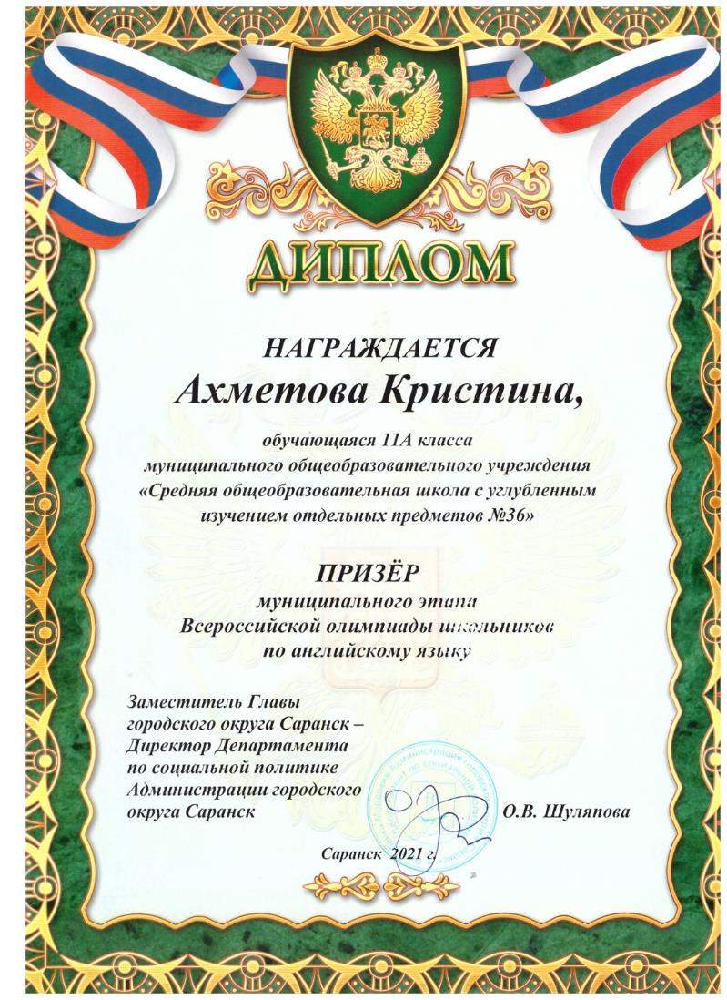 ДИПЛОМ
НАГРАЖДАЕТСЯ
Ахметова Кристина,
обучающаяся 11А класса
муниципального общеобразовательного учреждения
«Средняя общеобразовательная школа с углубленным
изучением отдельных предметов №36»
ПРИЗЁР
муниципального этапа
Всероссийской олимпиады школьников
по английскому языку
Заместитель Главы
городского округа Саранск –
Директор Департамента
по социальной политике
Администрации городского
округа Саранск
О.В. Шуляпова
Саранск 2021 г.